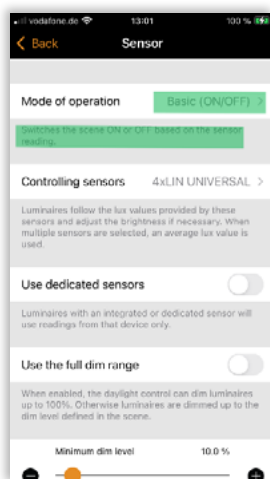 vodafone.de 13:01 100 %
Back Sensor
Mode of operation Basic (ON/OFF) >
Switches the scene ON or OFF based on the sensor
reading.
Controlling sensors 4xLIN UNIVERSAL >
Luminaires follow the lux values provided by these
sensors and adjust the brightness if necessary. When
multiple sensors are selected, an average lux value is
used.
Use dedicated sensors
Luminaires with an integrated or dedicated sensor will
use readings from that device only.
Use the full dim range
When enabled, the daylight control can dim luminaires
up to 100%. Otherwise luminaires are dimmed up to the
dim level defined in the scene.
Minimum dim level 10.0 %